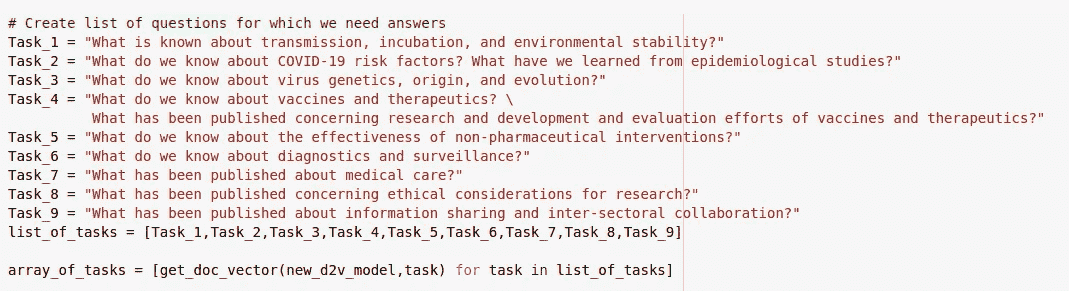 # Create list of questions for which we need answers
Task_1 = "What is known about transmission, incubation, and environmental stability?"
Task_2 = "What do we know about COVID-19 risk factors? What have we learned from epidemiological studies?"
Task_3 = "What do we know about virus genetics, origin, and evolution?"
Task_4 = "What do we know about vaccines and therapeutics? \
          What has been published concerning research and development and evaluation efforts of vaccines and therapeutics?"
Task_5 = "What do we know about the effectiveness of non-pharmaceutical interventions?"
Task_6 = "What do we know about diagnostics and surveillance?"
Task_7 = "What has been published about medical care?"
Task_8 = "What has been published concerning ethical considerations for research?"
Task_9 = "What has been published about information sharing and inter-sectoral collaboration?"
list_of_tasks = [Task_1,Task_2,Task_3,Task_4,Task_5,Task_6,Task_7,Task_8,Task_9]
array_of_tasks = [get_doc_vector(new_d2v_model,task) for task in list_of_tasks]